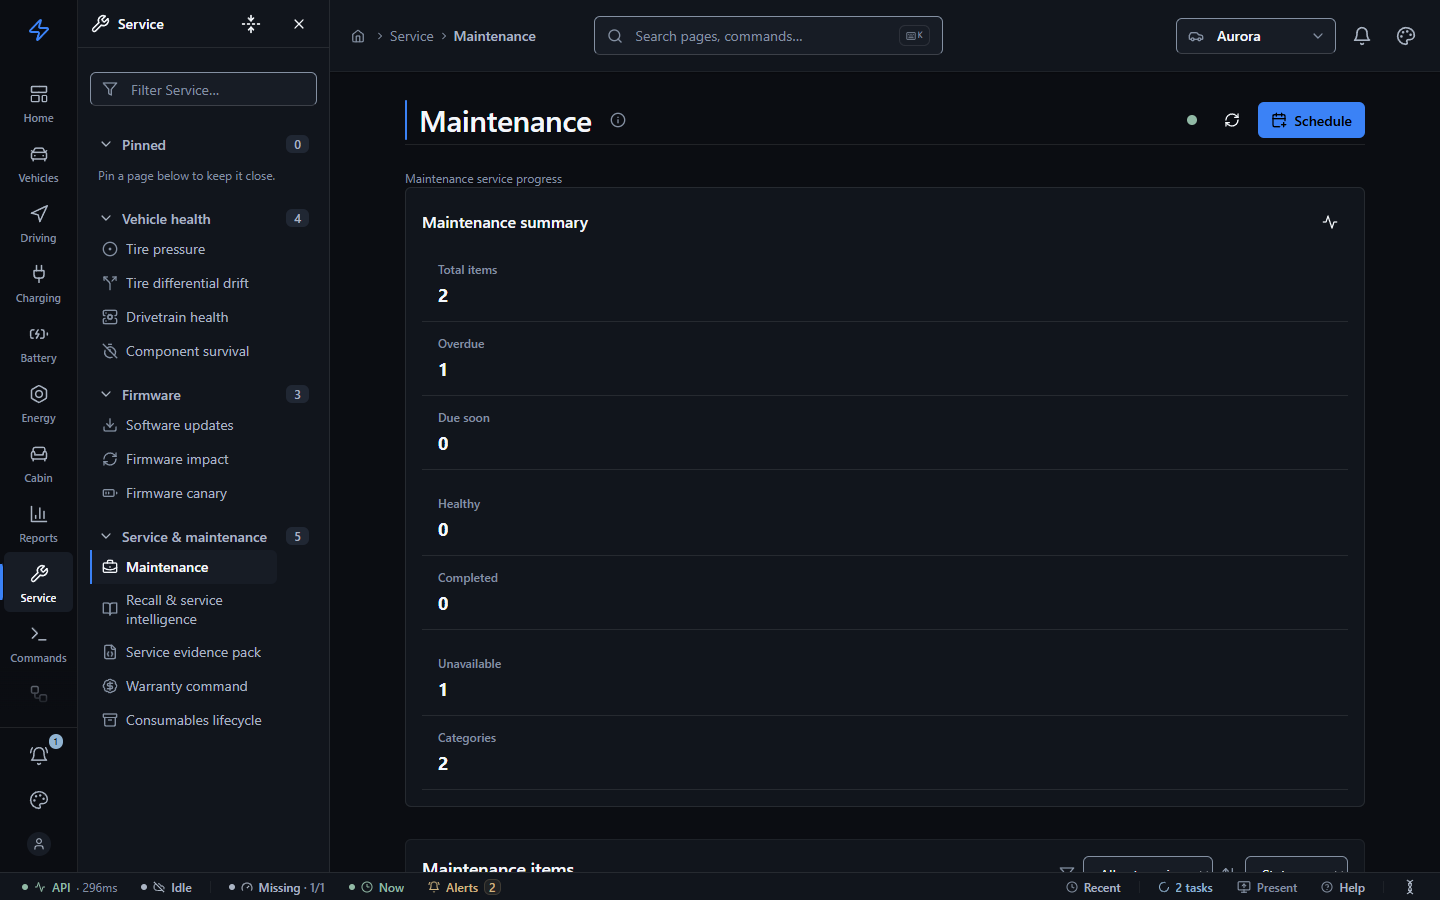 Home
Vehicles
Driving
Charging
Battery
Energy
Cabin
Reports
Service
Commands
1
Service
Filter Service...
Pinned 0
Pin a page below to keep it close.
Vehicle health 4
Tire pressure
Tire differential drift
Drivetrain health
Component survival
Firmware 3
Software updates
Firmware impact
Firmware canary
Service & maintenance 5
Maintenance
Recall & service
intelligence
Service evidence pack
Warranty command
Consumables lifecycle
Service > Maintenance
Search pages, commands... K
Aurora
Maintenance
Schedule
Maintenance service progress
Maintenance summary
Total items
2
Overdue
1
Due soon
0
Healthy
0
Completed
0
Unavailable
1
Categories
2
Maintenance items
API · 296ms Idle Missing · 1/1 Now Alerts 2
Recent 2 tasks Present Help